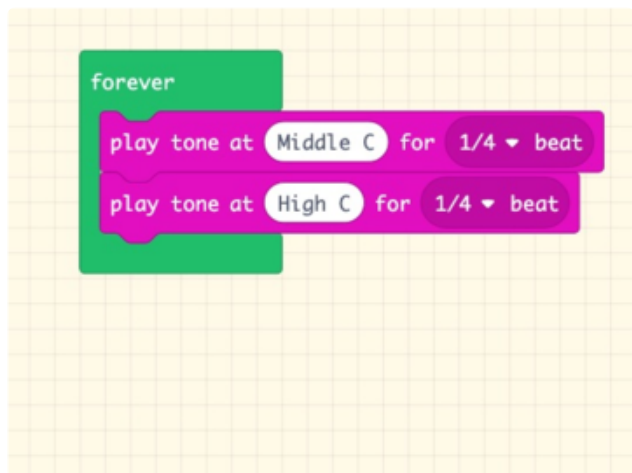 forever
play tone at Middle C for 1/4 beat
play tone at High C for 1/4 beat